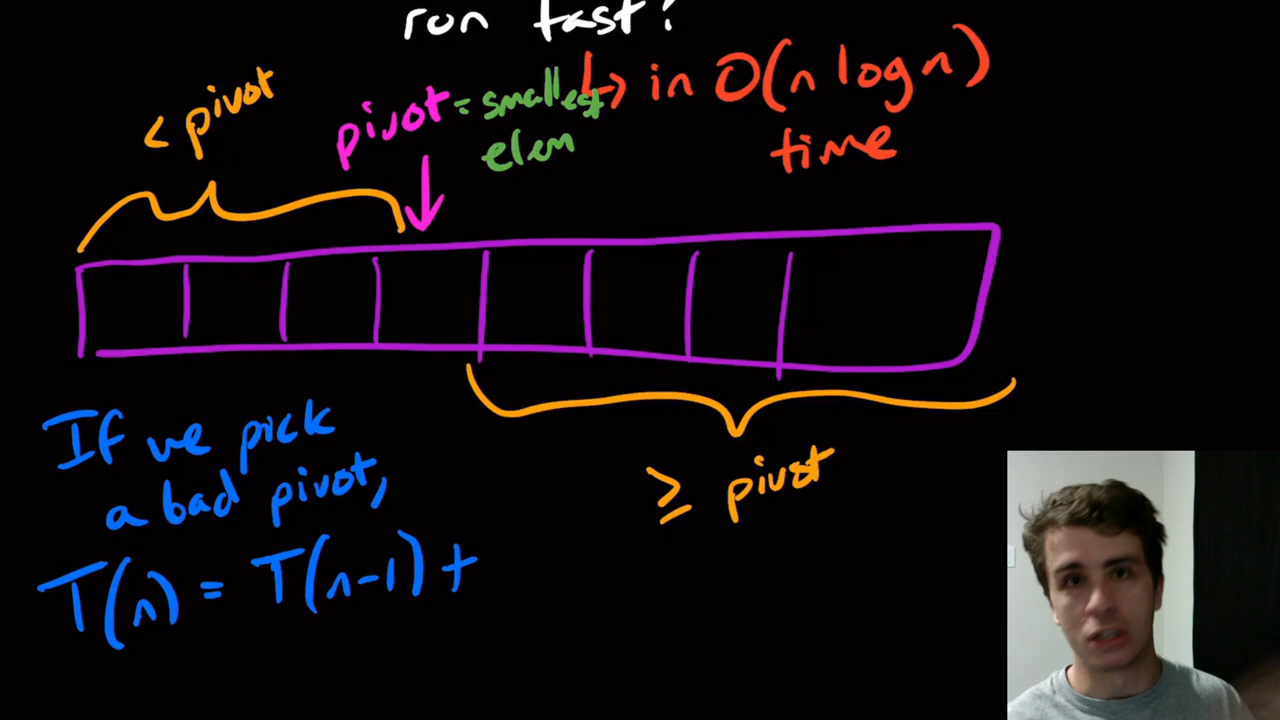 run fast?
↳ in O(n log n)
time
< pivot
pivot = smallest
elem
≥ pivot
If we pick
a bad pivot,
T(n) = T(n-1) +